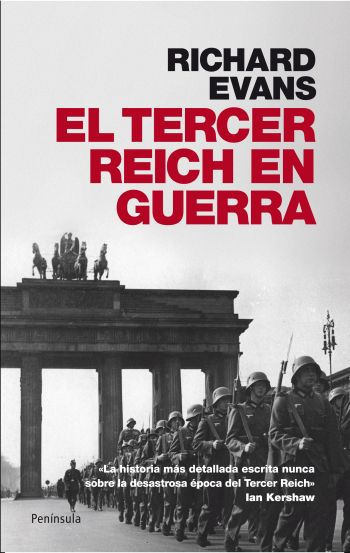 RICHARD
EVANS
EL TERCER
REICH EN
GUERRA
«La historia más detallada escrita nunca
sobre la desastrosa época del Tercer Reich»
Ian Kershaw
Península